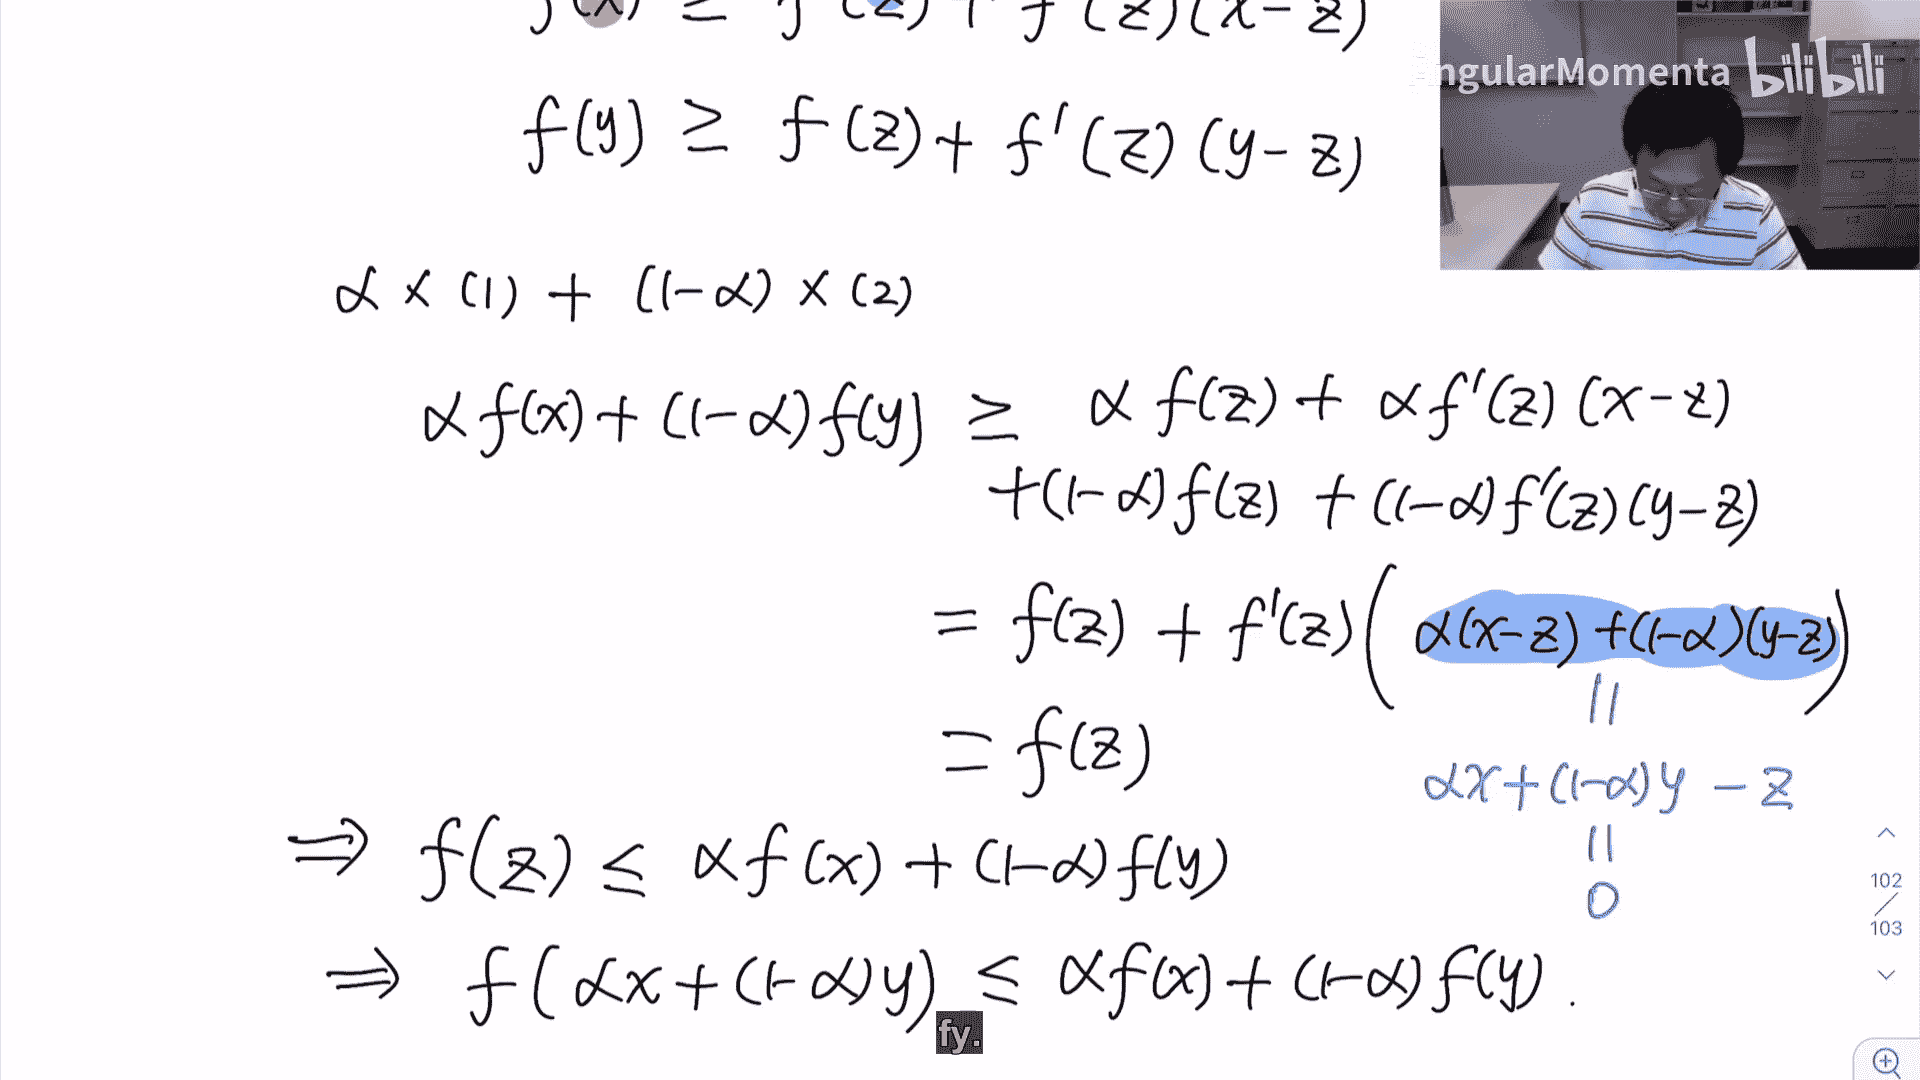 f(x) ≥ f(z) + f'(z)(x-z)
f(y) ≥ f(z) + f'(z)(y-z)
ngularMomenta bilibili
α × (1) + (1-α) × (2)
αf(x) + (1-α)f(y) ≥ αf(z) + αf'(z)(x-z)
+(1-α)f(z) + (1-α)f'(z)(y-z)
= f(z) + f'(z)(α(x-z) +(1-α)(y-z))
||
= f(z)
αx+(1-α)y - z
||
0
⇒ f(z) ≤ αf(x) + (1-α)f(y)
⇒ f(αx+(1-α)y) ≤ αf(x) + (1-α)f(y).
fy.
102
/
103